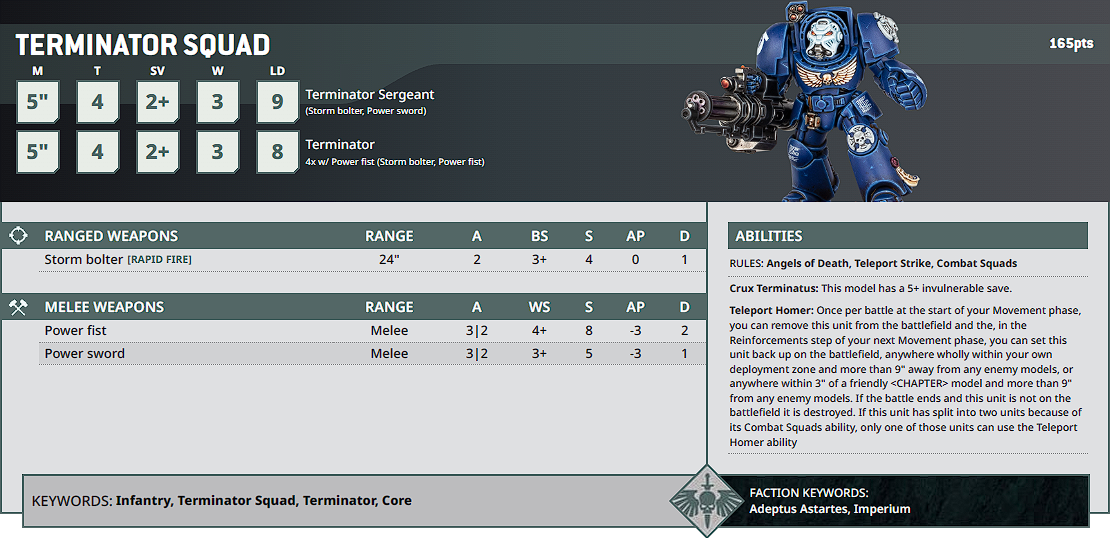 TERMINATOR SQUAD
165pts
M T SV W LD
5" 4 2+ 3 9 Terminator Sergeant
(Storm bolter, Power sword)
5" 4 2+ 3 8 Terminator
4x w/ Power fist (Storm bolter, Power fist)
RANGED WEAPONS RANGE A BS S AP D
Storm bolter [RAPID FIRE] 24" 2 3+ 4 0 1
MELEE WEAPONS RANGE A WS S AP D
Power fist Melee 3|2 4+ 8 -3 2
Power sword Melee 3|2 3+ 5 -3 1
ABILITIES
RULES: Angels of Death, Teleport Strike, Combat Squads
Crux Terminatus: This model has a 5+ invulnerable save.
Teleport Homer: Once per battle at the start of your Movement phase,
you can remove this unit from the battlefield and the, in the
Reinforcements step of your next Movement phase, you can set this
unit back up on the battlefield, anywhere wholly within your own
deployment zone and more than 9" away from any enemy models, or
anywhere within 3" of a friendly <CHAPTER> model and more than 9"
from any enemy models. If the battle ends and this unit is not on the
battlefield it is destroyed. If this unit has split into two units because of
its Combat Squads ability, only one of those units can use the Teleport
Homer ability
KEYWORDS: Infantry, Terminator Squad, Terminator, Core
FACTION KEYWORDS:
Adeptus Astartes, Imperium